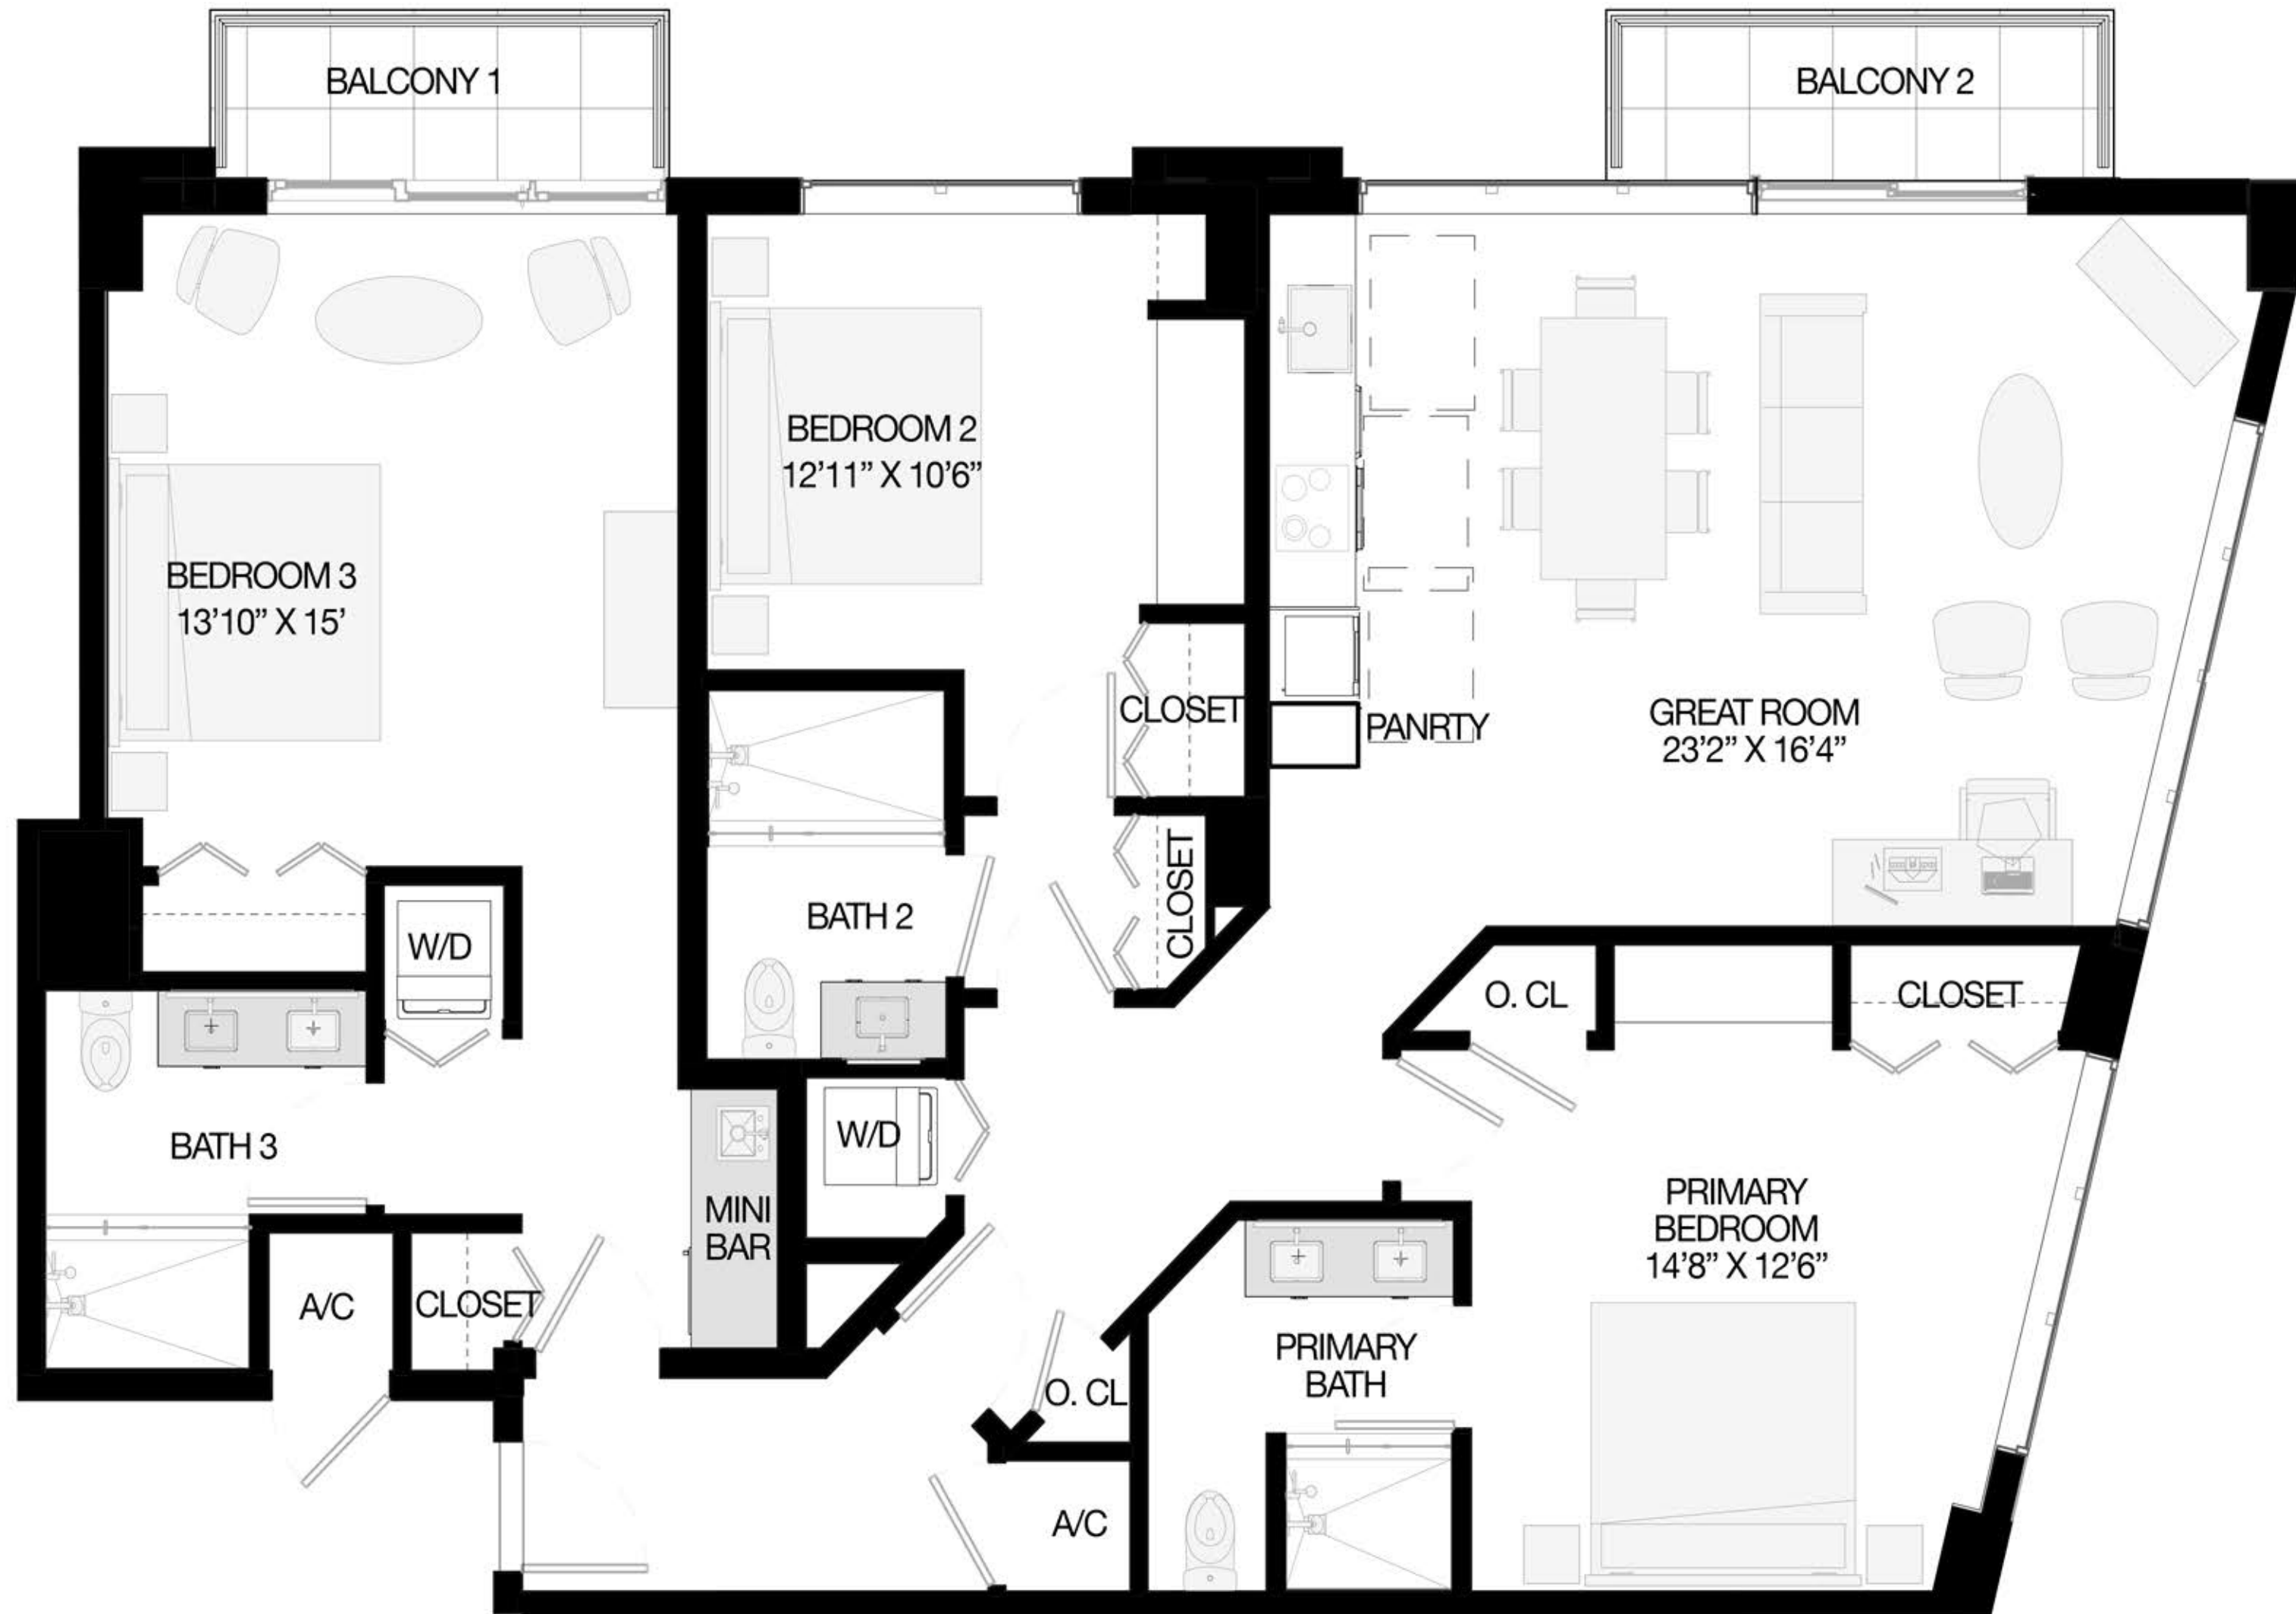 BALCONY 1
BALCONY 2
BEDROOM 2
12’11” X 10’6”
BEDROOM 3
13’10” X 15’
CLOSET
PANRTY
GREAT ROOM
23’2” X 16’4”
CLOSET
BATH 2
W/D
O. CL
CLOSET
W/D
BATH 3
MINI
BAR
PRIMARY
BEDROOM
14’8” X 12’6”
A/C
CLOSET
PRIMARY
BATH
O. CL
A/C